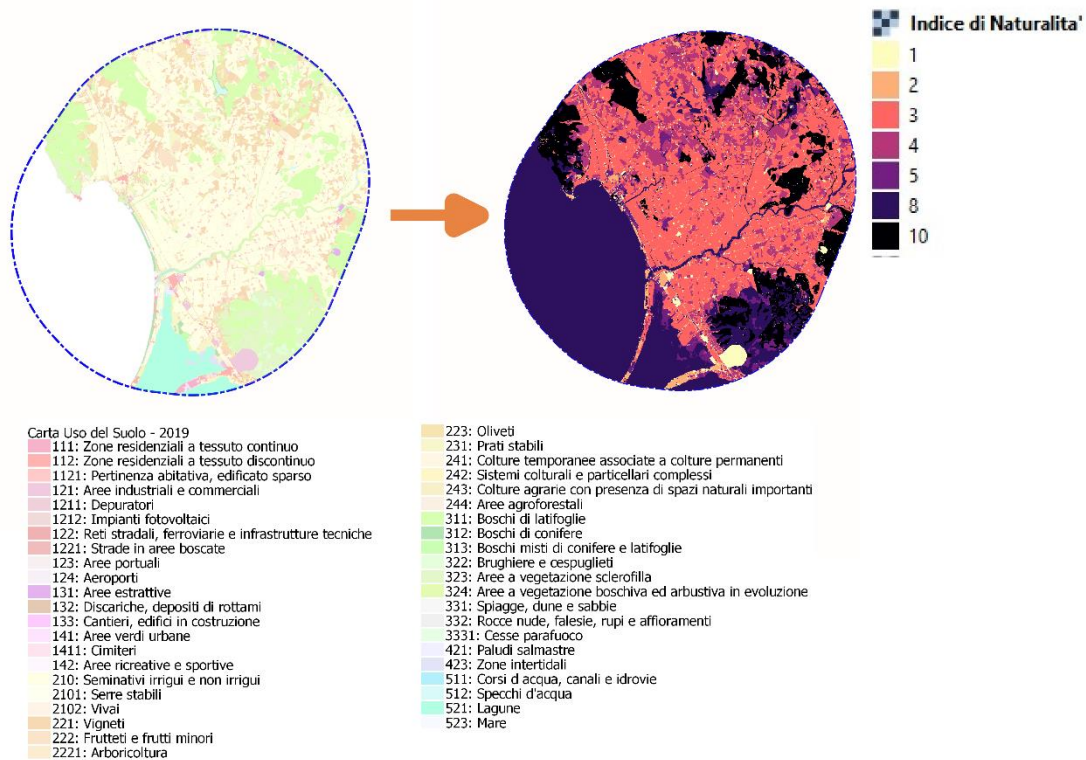 Indice di Naturalita'
1
2
3
4
5
8
10
Carta Uso del Suolo - 2019
111: Zone residenziali a tessuto continuo
112: Zone residenziali a tessuto discontinuo
1121: Pertinenza abitativa, edificato sparso
121: Aree industriali e commerciali
1211: Depuratori
1212: Impianti fotovoltaici
122: Reti stradali, ferroviarie e infrastrutture tecniche
1221: Strade in aree boscate
123: Aree portuali
124: Aeroporti
131: Aree estrattive
132: Discariche, depositi di rottami
133: Cantieri, edifici in costruzione
141: Aree verdi urbane
1411: Cimiteri
142: Aree ricreative e sportive
210: Seminativi irrigui e non irrigui
2101: Serre stabili
2102: Vivai
221: Vigneti
222: Frutteti e frutti minori
2221: Arboricoltura
223: Oliveti
231: Prati stabili
241: Colture temporanee associate a colture permanenti
242: Sistemi colturali e particellari complessi
243: Colture agrarie con presenza di spazi naturali importanti
244: Aree agroforestali
311: Boschi di latifoglie
312: Boschi di conifere
313: Boschi misti di conifere e latifoglie
322: Brughiere e cespuglieti
323: Aree a vegetazione sclerofilla
324: Aree a vegetazione boschiva ed arbustiva in evoluzione
331: Spiagge, dune e sabbie
332: Rocce nude, falesie, rupi e affioramenti
3331: Cesse parafuoco
421: Paludi salmastre
423: Zone intertidali
511: Corsi d acqua, canali e idrovie
512: Specchi d'acqua
521: Lagune
523: Mare